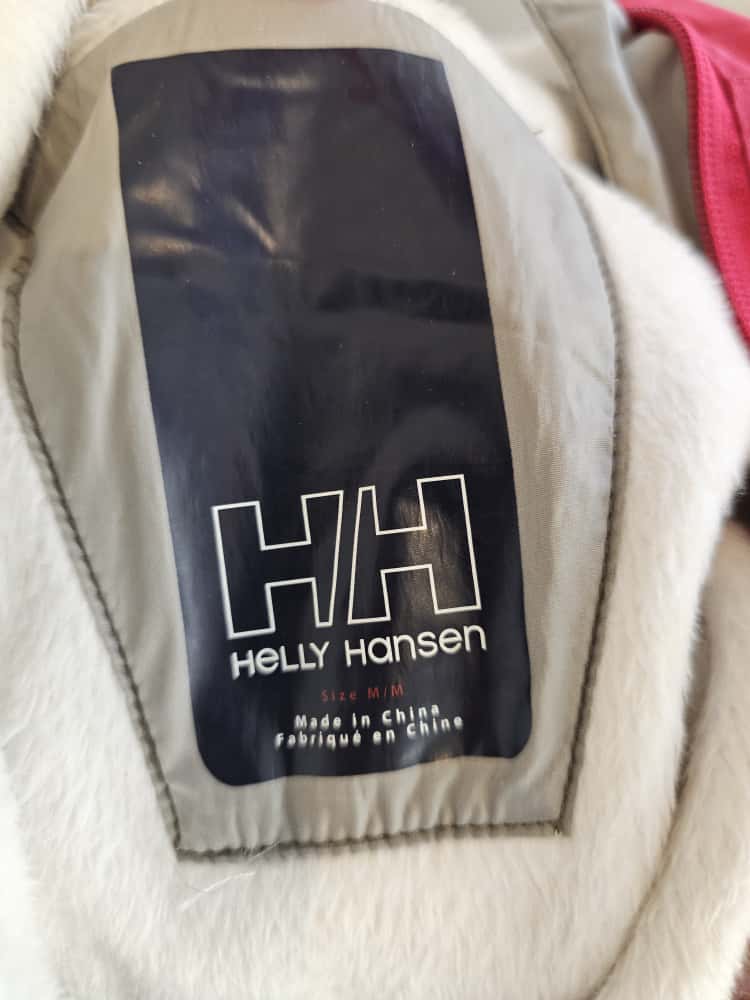 HH
HELLY HANSEN
Size M/M
Made in China
Fabriqué en Chine